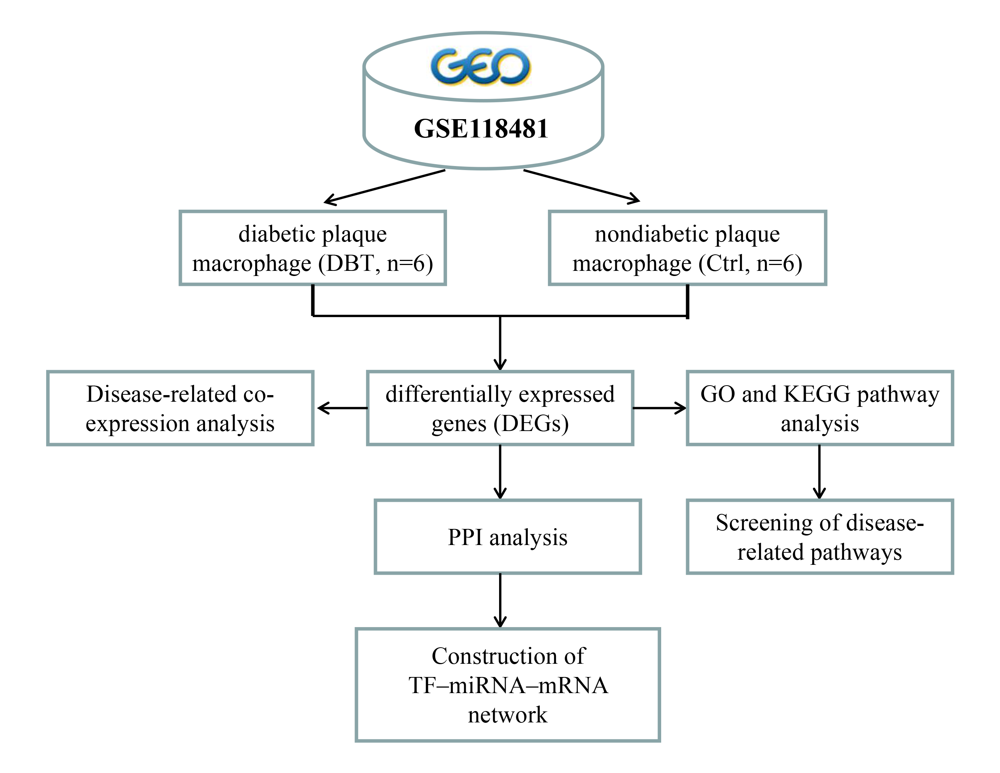 GEO
GSE118481
diabetic plaque
macrophage (DBT, n=6)
nondiabetic plaque
macrophage (Ctrl, n=6)
Disease-related co-
expression analysis
differentially expressed
genes (DEGs)
GO and KEGG pathway
analysis
PPI analysis
Screening of disease-
related pathways
Construction of
TF–miRNA–mRNA
network